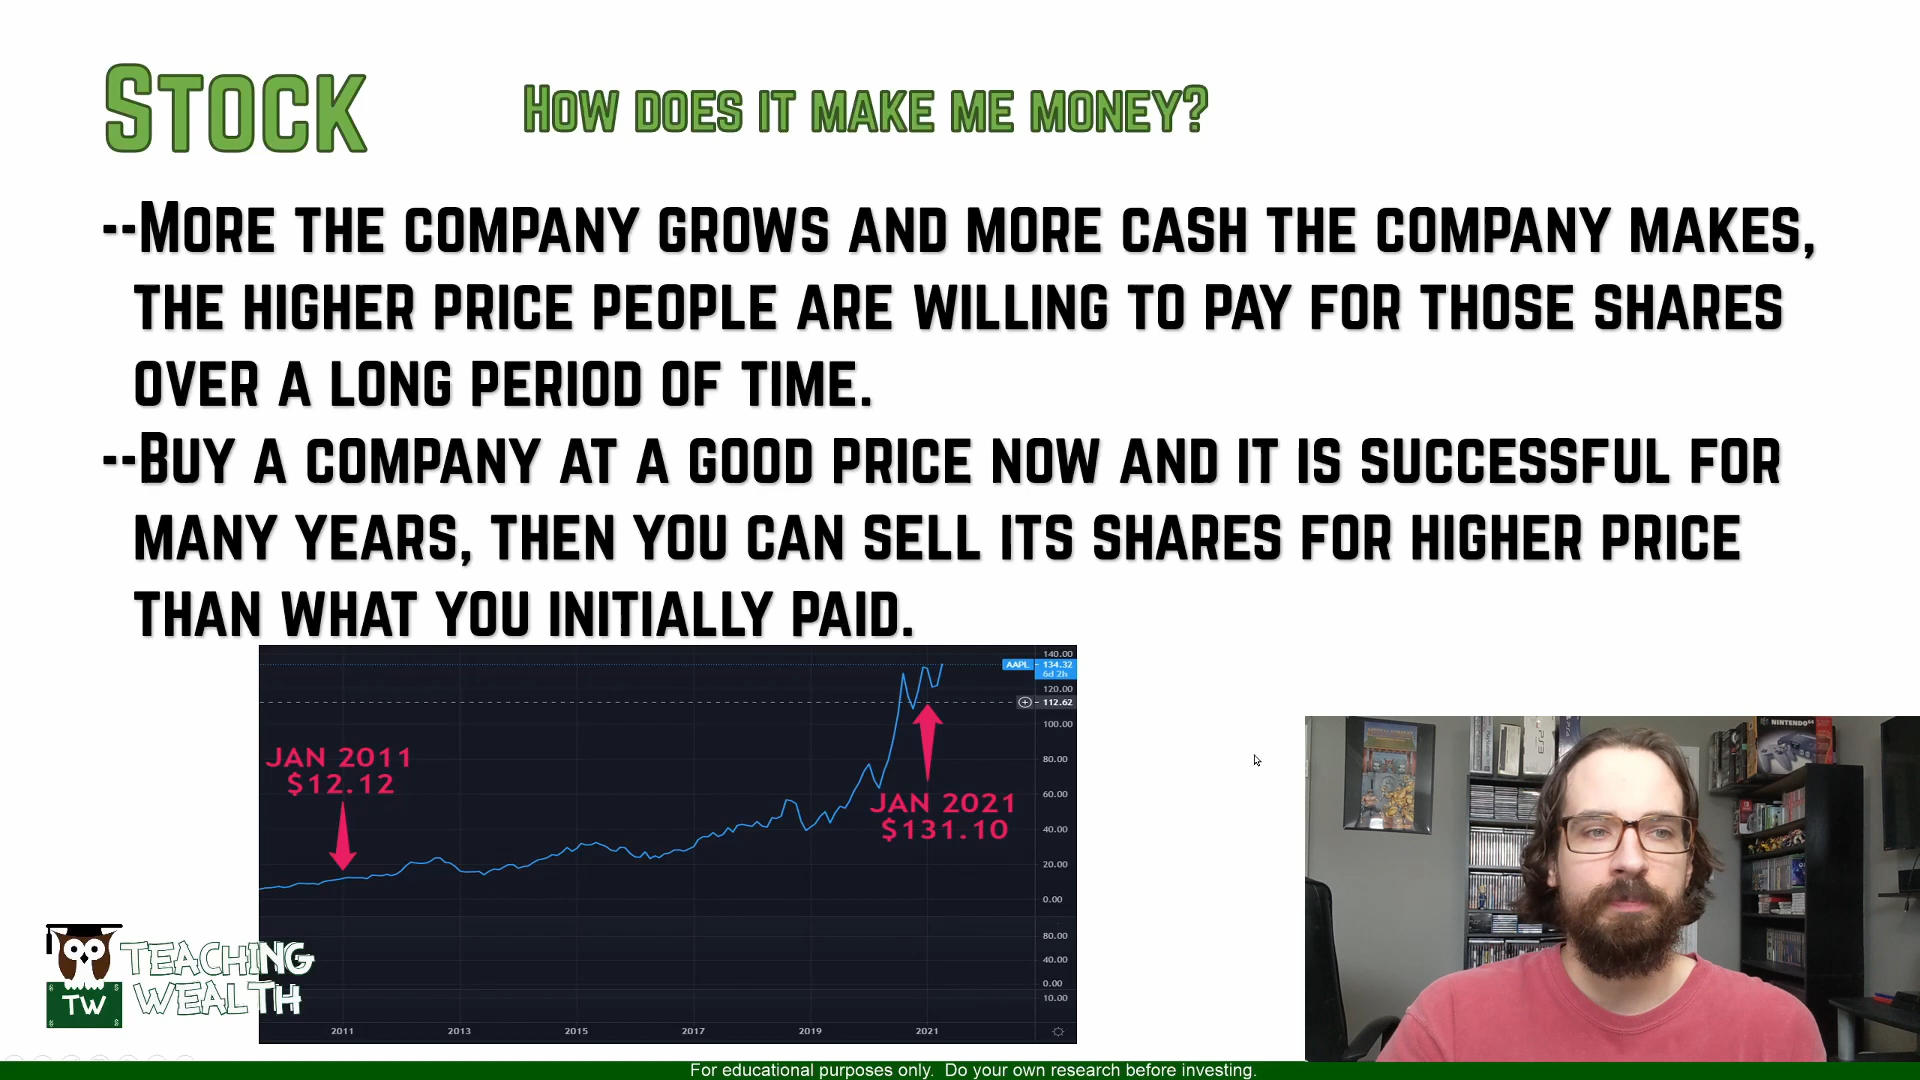 STOCK
HOW DOES IT MAKE ME MONEY?
--MORE THE COMPANY GROWS AND MORE CASH THE COMPANY MAKES,
THE HIGHER PRICE PEOPLE ARE WILLING TO PAY FOR THOSE SHARES
OVER A LONG PERIOD OF TIME.
--BUY A COMPANY AT A GOOD PRICE NOW AND IT IS SUCCESSFUL FOR
MANY YEARS, THEN YOU CAN SELL ITS SHARES FOR HIGHER PRICE
THAN WHAT YOU INITIALLY PAID.
140.00
AAPL 134.32
6d 2h
120.00
112.62
100.00
80.00
60.00
40.00
20.00
0.00
80.00
40.00
0.00
10.00
JAN 2011
$12.12
JAN 2021
$131.10
2011 2013 2015 2017 2019 2021
TEACHING
WEALTH
TW
NINTENDO
PS3
For educational purposes only. Do your own research before investing.